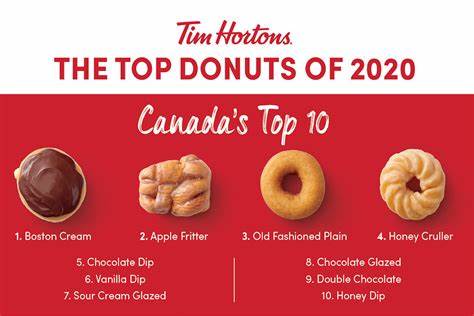 Tim Hortons.
THE TOP DONUTS OF 2020
Canada's Top 10
1. Boston Cream
2. Apple Fritter
3. Old Fashioned Plain
4. Honey Cruller
5. Chocolate Dip
6. Vanilla Dip
7. Sour Cream Glazed
8. Chocolate Glazed
9. Double Chocolate
10. Honey Dip